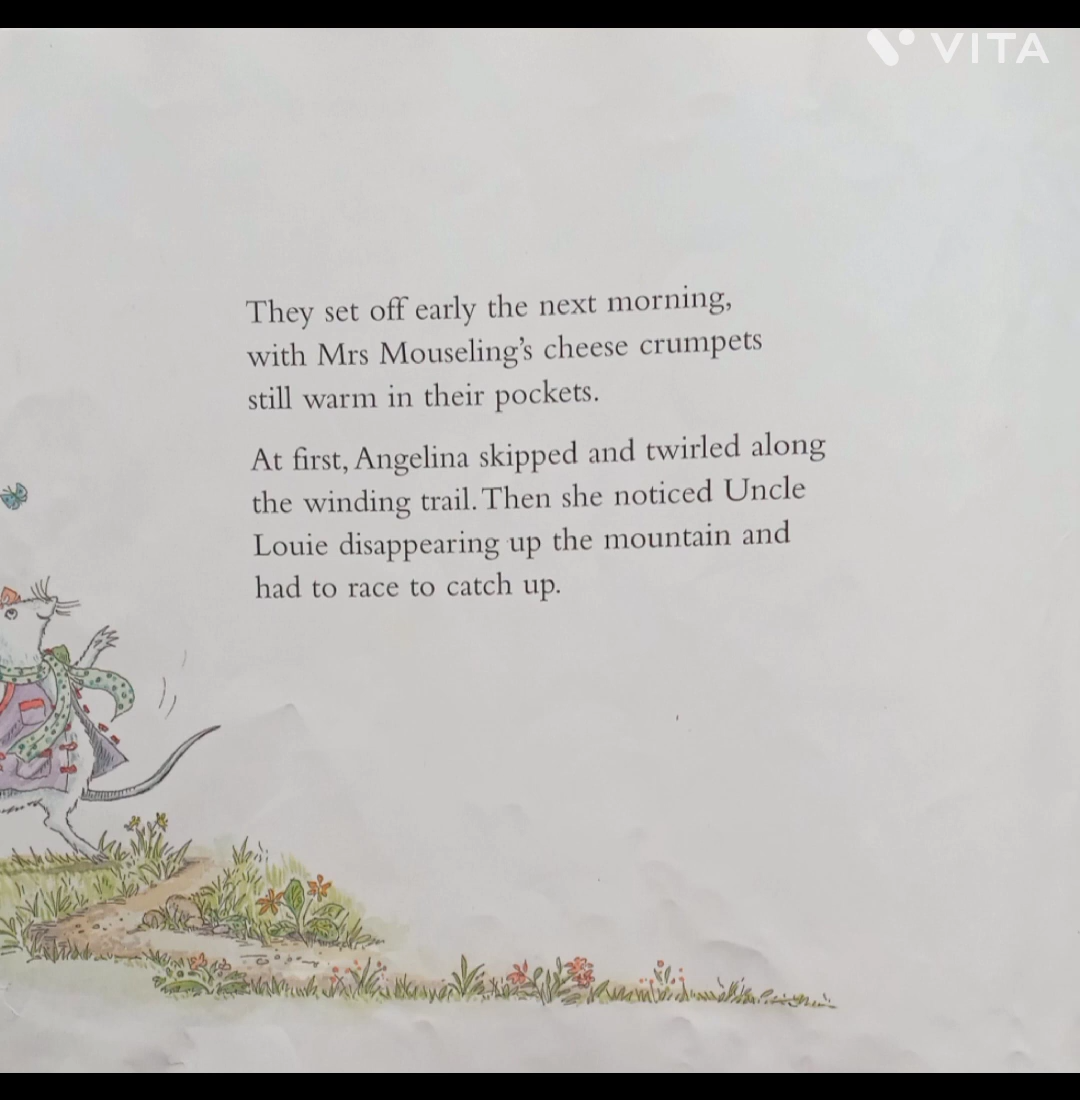 VITA
They set off early the next morning,
with Mrs Mouseling's cheese crumpets
still warm in their pockets.
At first, Angelina skipped and twirled along
the winding trail. Then she noticed Uncle
Louie disappearing up the mountain and
had to race to catch up.